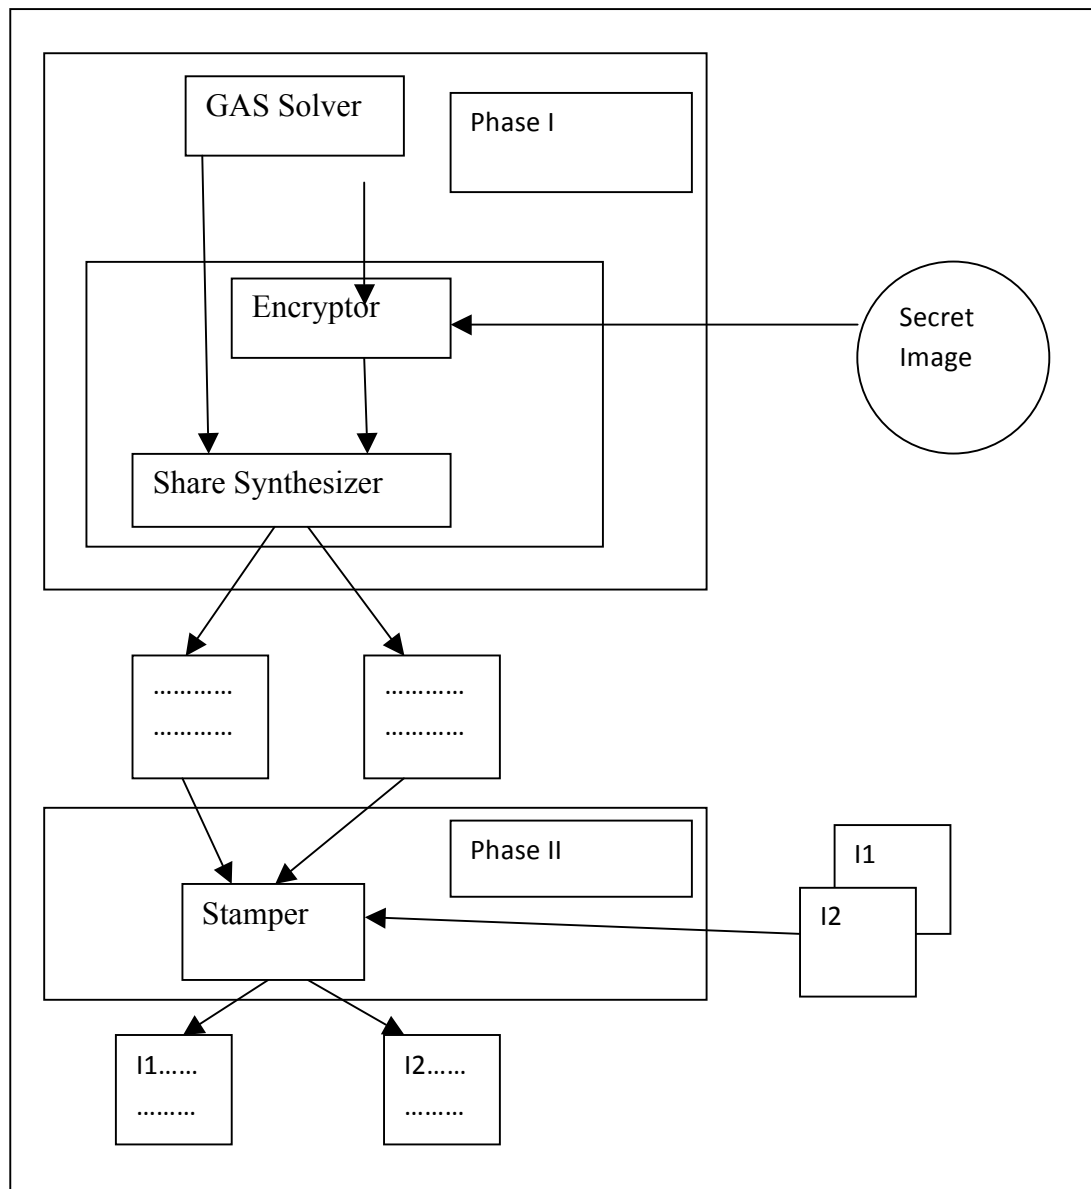 GAS Solver
Phase I
Encryptor
Secret
Image
Share Synthesizer
…………
…………
…………
…………
Phase II
I1
I2
Stamper
I1……
………
I2……
………